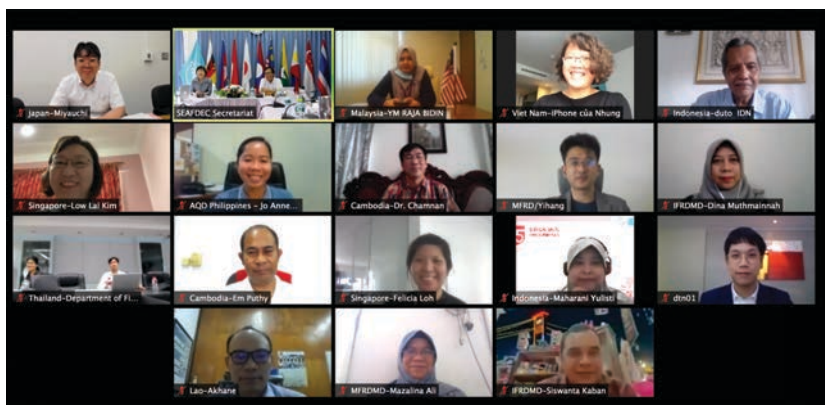 Japan-Miyauchi
SEAFDEC Secretariat
Malaysia-YM RAJA BIDIN
Viet Nam-iPhone của Nhung
Indonesia-duto IDN
Singapore-Low Lai Kim
AQD Philippines - Jo Anne...
Cambodia-Dr. Chamnan
MFRD/Yihang
IFRDMD-Dina Muthmainnah
Thailand-Department of Fi...
Cambodia-Em Puthy
Singapore-Felicia Loh
Indonesia-Maharani Yulisti
dtn01
Lao-Akhane
MFRDMD-Mazalina Ali
IFRDMD-Siswanta Kaban